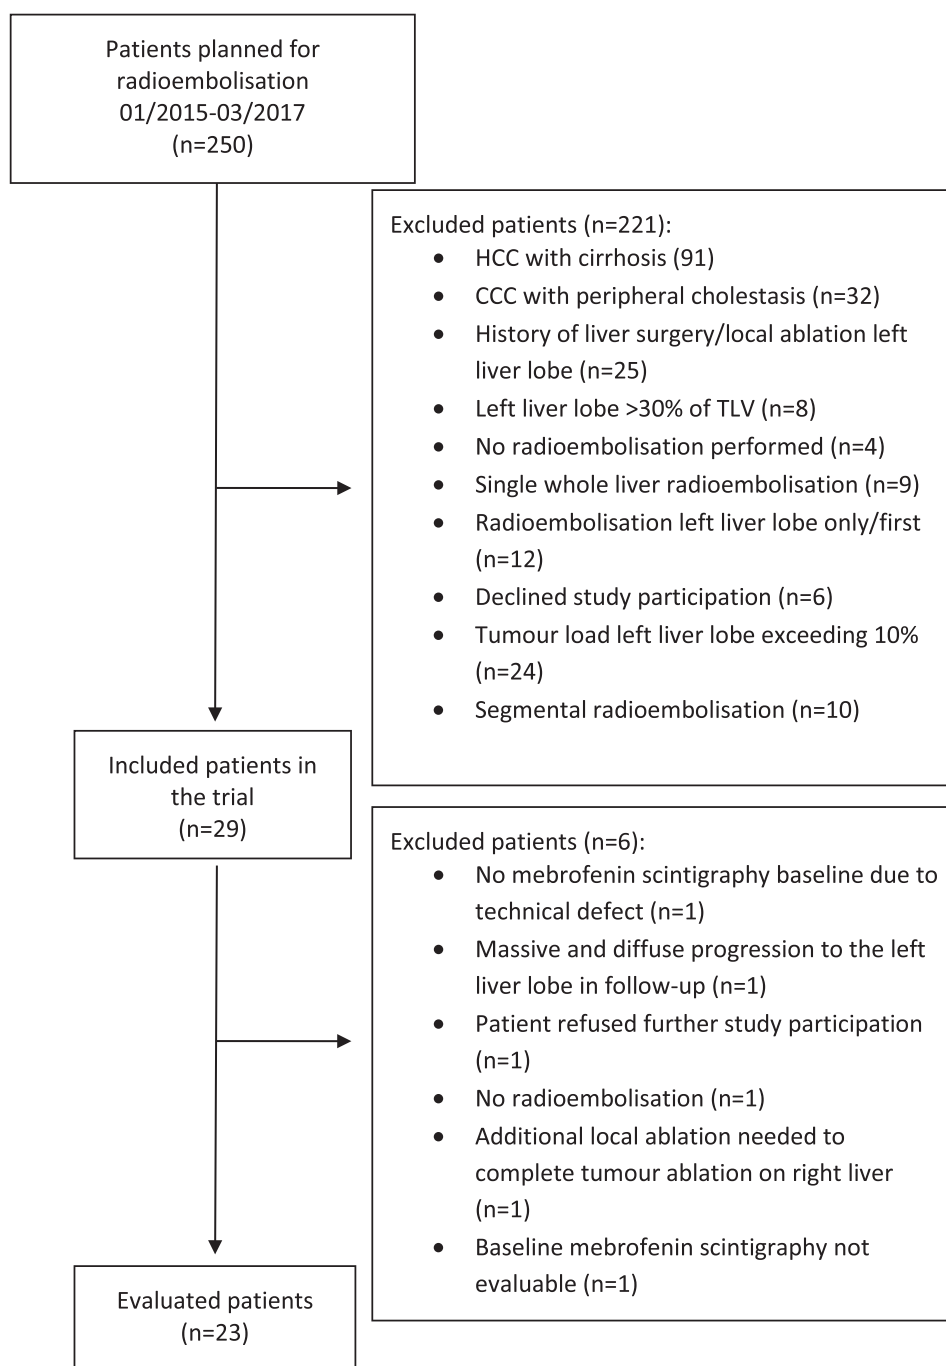 Patients planned for
radioembolisation
01/2015-03/2017
(n=250)
Excluded patients (n=221):
• HCC with cirrhosis (91)
• CCC with peripheral cholestasis (n=32)
• History of liver surgery/local ablation left
liver lobe (n=25)
• Left liver lobe >30% of TLV (n=8)
• No radioembolisation performed (n=4)
• Single whole liver radioembolisation (n=9)
• Radioembolisation left liver lobe only/first
(n=12)
• Declined study participation (n=6)
• Tumour load left liver lobe exceeding 10%
(n=24)
• Segmental radioembolisation (n=10)
Included patients in
the trial
(n=29)
Excluded patients (n=6):
• No mebrofenin scintigraphy baseline due to
technical defect (n=1)
• Massive and diffuse progression to the left
liver lobe in follow-up (n=1)
• Patient refused further study participation
(n=1)
• No radioembolisation (n=1)
• Additional local ablation needed to
complete tumour ablation on right liver
(n=1)
• Baseline mebrofenin scintigraphy not
evaluable (n=1)
Evaluated patients
(n=23)